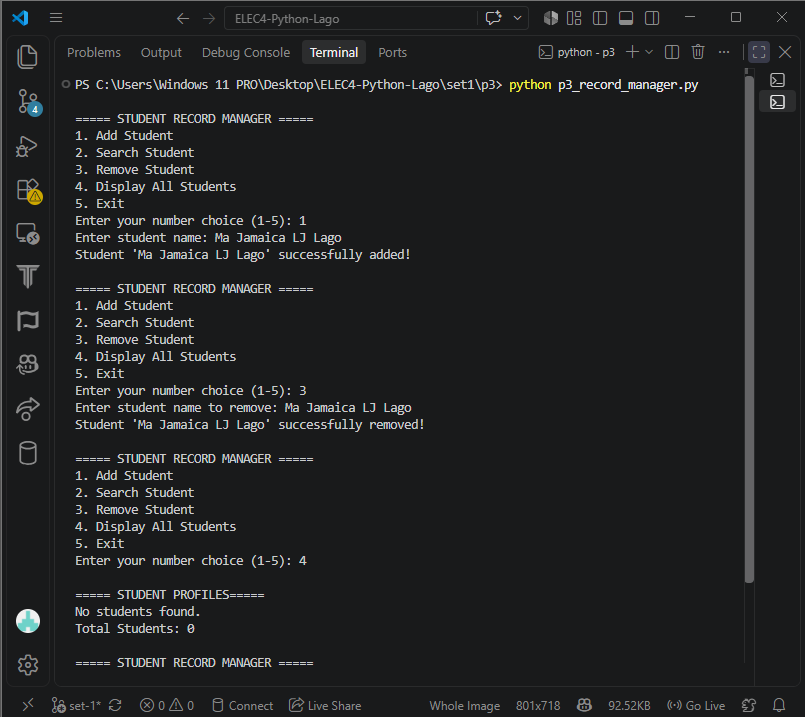 ELEC4-Python-Lago
Problems Output Debug Console Terminal Ports
python - p3
PS C:\Users\Windows 11 PRO\Desktop\ELEC4-Python-Lago\set1\p3> python p3_record_manager.py
===== STUDENT RECORD MANAGER =====
1. Add Student
2. Search Student
3. Remove Student
4. Display All Students
5. Exit
Enter your number choice (1-5): 1
Enter student name: Ma Jamaica LJ Lago
Student 'Ma Jamaica LJ Lago' successfully added!
===== STUDENT RECORD MANAGER =====
1. Add Student
2. Search Student
3. Remove Student
4. Display All Students
5. Exit
Enter your number choice (1-5): 3
Enter student name to remove: Ma Jamaica LJ Lago
Student 'Ma Jamaica LJ Lago' successfully removed!
===== STUDENT RECORD MANAGER =====
1. Add Student
2. Search Student
3. Remove Student
4. Display All Students
5. Exit
Enter your number choice (1-5): 4
===== STUDENT PROFILES=====
No students found.
Total Students: 0
===== STUDENT RECORD MANAGER =====
4
set-1* 0 0 Connect Live Share Whole Image 801x718 92.52KB Go Live